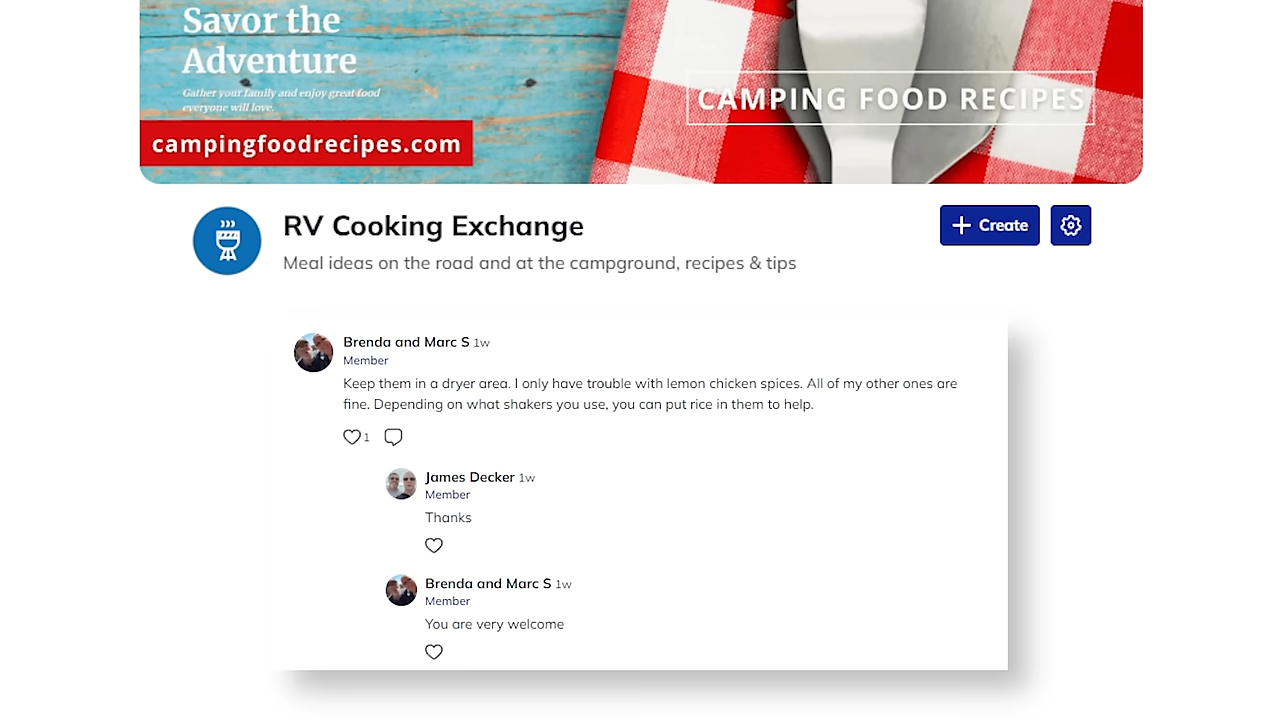 Savor the
Adventure
Gather your family and enjoy great food
everyone will love.
campingfoodrecipes.com
CAMPING FOOD RECIPES
RV Cooking Exchange
Meal ideas on the road and at the campground, recipes & tips
Create
Brenda and Marc S 1w
Member
Keep them in a dryer area. I only have trouble with lemon chicken spices. All of my other ones are
fine. Depending on what shakers you use, you can put rice in them to help.
1
James Decker 1w
Member
Thanks
Brenda and Marc S 1w
Member
You are very welcome